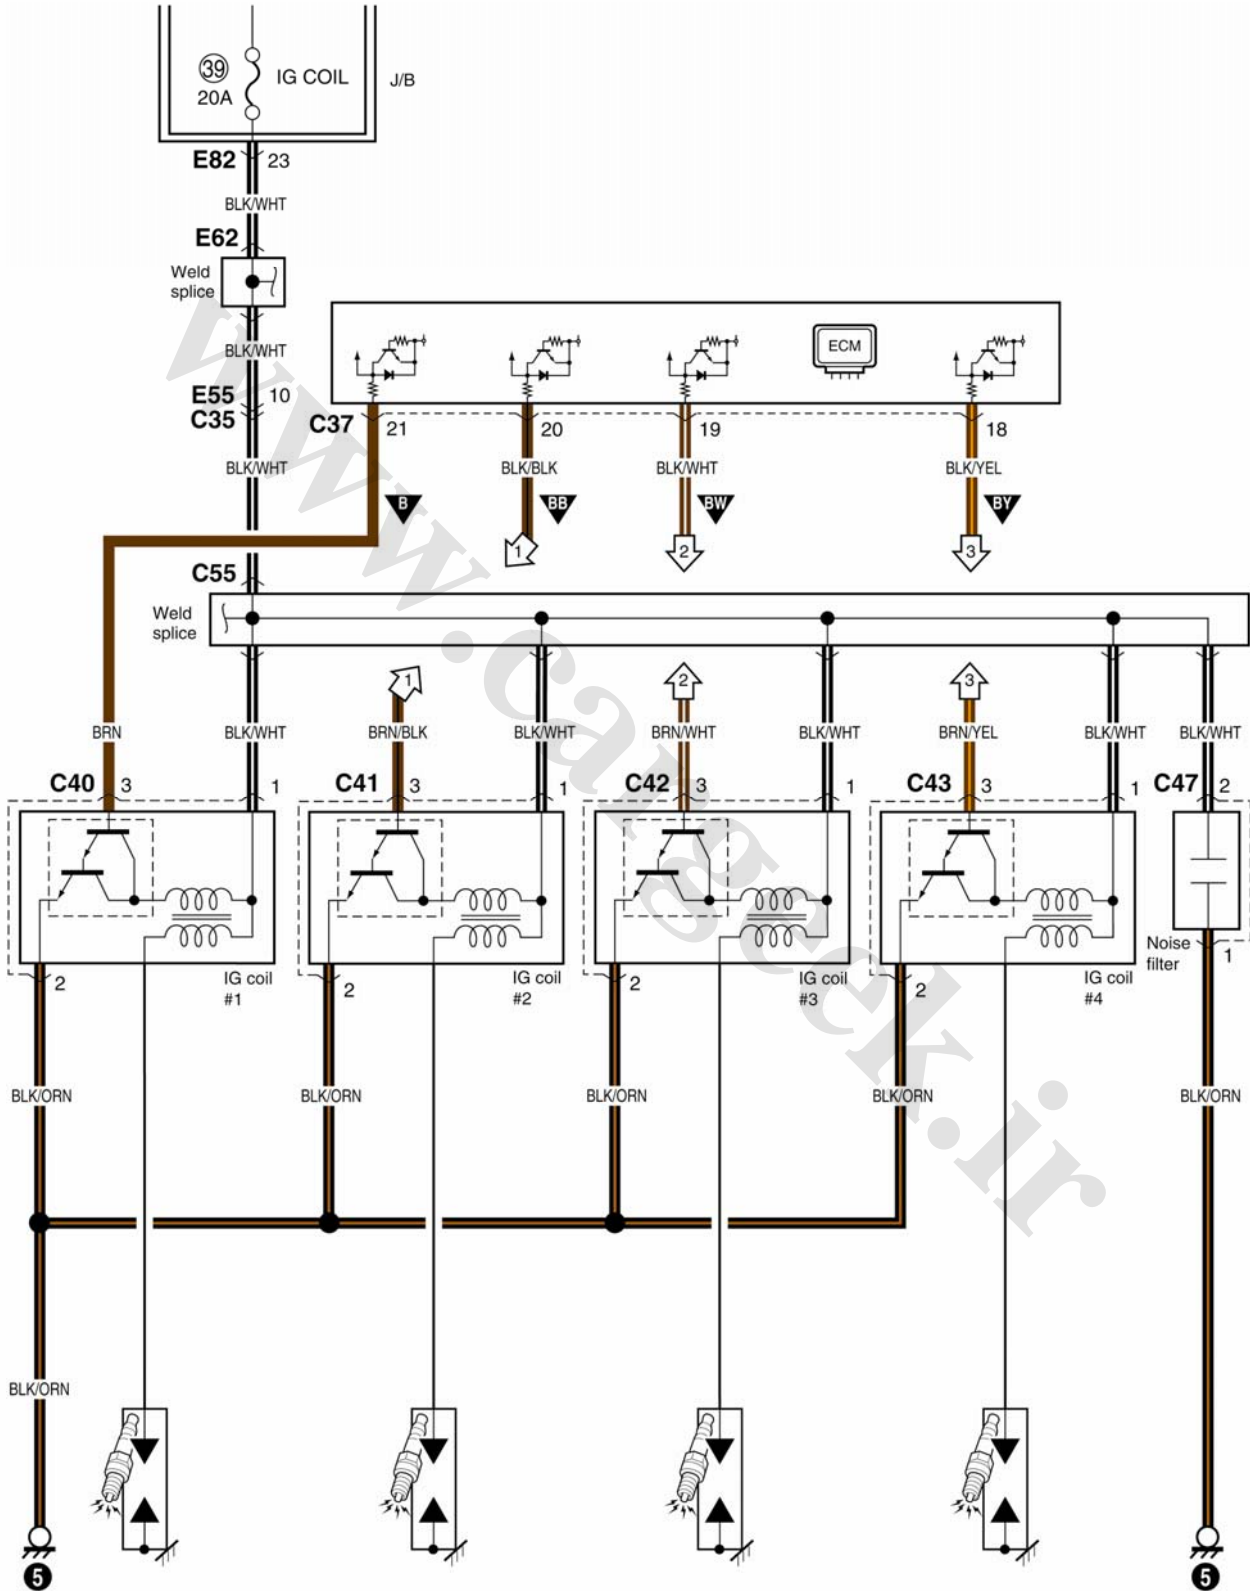 39
20A
IG COIL
J/B
E82 23
BLK/WHT
E62
Weld
splice
BLK/WHT
E55 10
C35
ECM
C37 21 20 19 18
BLK/WHT BLK/BLK BLK/WHT BLK/YEL
B BB BW BY
1 2 3
C55
Weld
splice
1 2 3
BRN BLK/WHT BRN/BLK BLK/WHT BRN/WHT BLK/WHT BRN/YEL BLK/WHT BLK/WHT
C40 3 1 C41 3 1 C42 3 1 C43 3 1 C47 2
Noise
filter
1
2 IG coil
#1
2 IG coil
#2
2 IG coil
#3
2 IG coil
#4
BLK/ORN BLK/ORN BLK/ORN BLK/ORN BLK/ORN
BLK/ORN
5 5
www.cargeek.ir